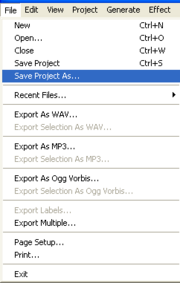 File Edit View Project Generate Effect
New Ctrl+N
Open... Ctrl+O
Close Ctrl+W
Save Project Ctrl+S
Save Project As...
Recent Files...
Export As WAV...
Export Selection As WAV...
Export As MP3...
Export Selection As MP3...
Export As Ogg Vorbis...
Export Selection As Ogg Vorbis...
Export Labels...
Export Multiple...
Page Setup...
Print...
Exit